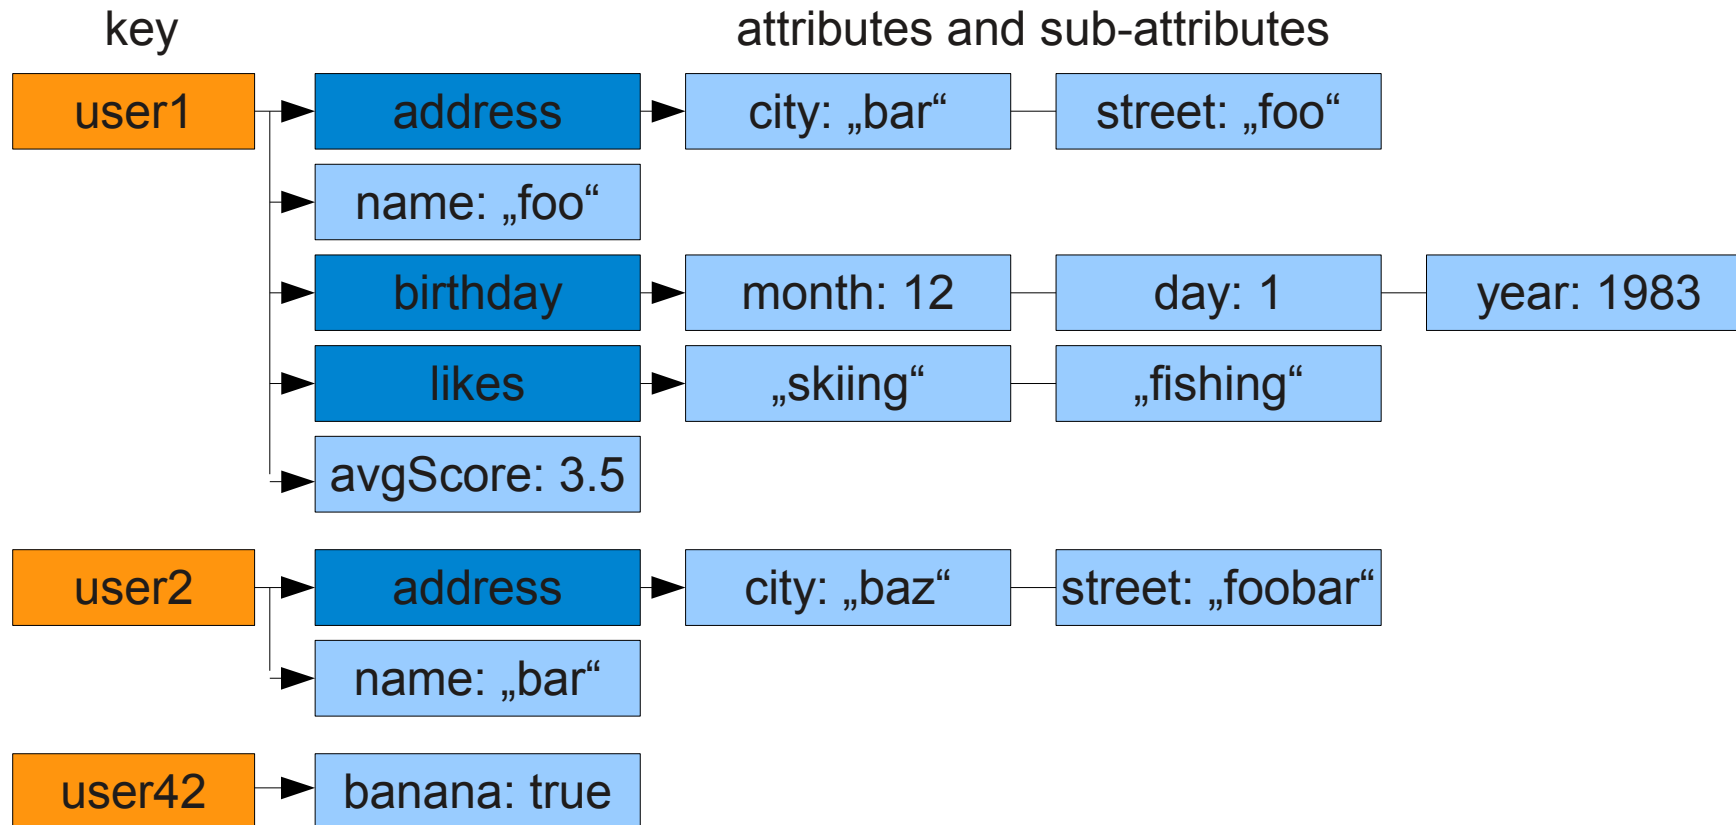 key
attributes and sub-attributes
user1
address
city: „bar“
street: „foo“
name: „foo“
birthday
month: 12
day: 1
year: 1983
likes
„skiing“
„fishing“
avgScore: 3.5
user2
address
city: „baz“
street: „foobar“
name: „bar“
user42
banana: true